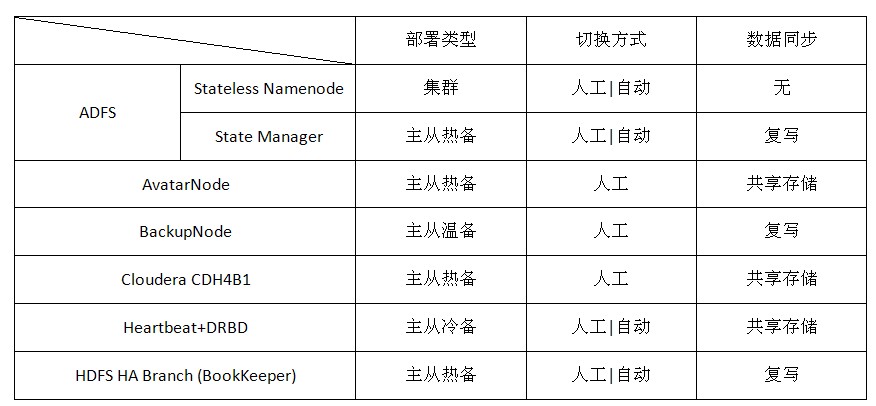 部署类型 切换方式 数据同步
ADFS Stateless Namenode 集群 人工|自动 无
State Manager 主从热备 人工|自动 复写
AvatarNode 主从热备 人工 共享存储
BackupNode 主从温备 人工 复写
Cloudera CDH4B1 主从热备 人工 共享存储
Heartbeat+DRBD 主从冷备 人工|自动 共享存储
HDFS HA Branch (BookKeeper) 主从热备 人工|自动 复写